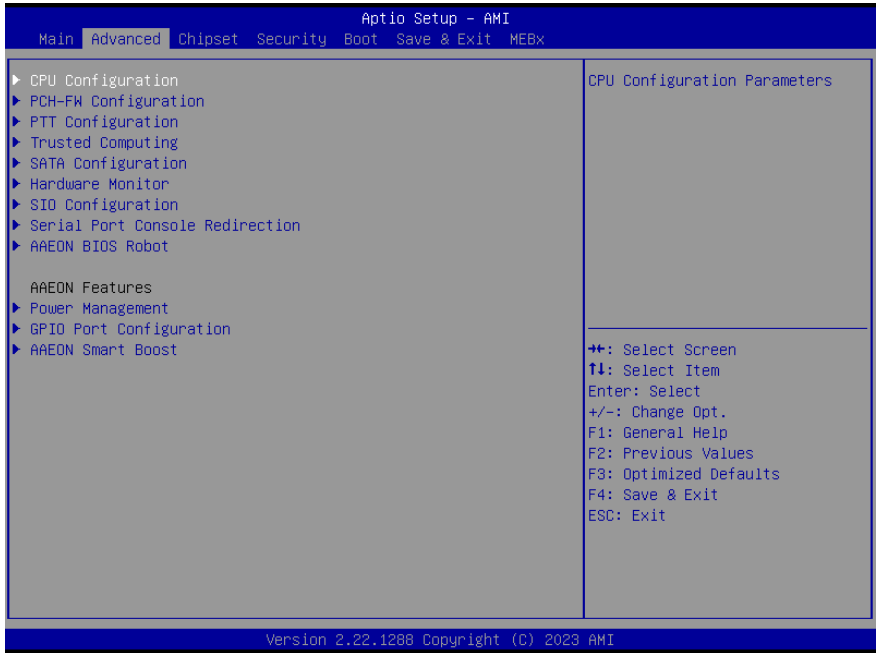 Aptio Setup – AMI
Main Advanced Chipset Security Boot Save & Exit MEBx
▶ CPU Configuration
▶ PCH-FW Configuration
▶ PTT Configuration
▶ Trusted Computing
▶ SATA Configuration
▶ Hardware Monitor
▶ SIO Configuration
▶ Serial Port Console Redirection
▶ AAEON BIOS Robot
AAEON Features
▶ Power Management
▶ GPIO Port Configuration
▶ AAEON Smart Boost
CPU Configuration Parameters
→←: Select Screen
↑↓: Select Item
Enter: Select
+/-: Change Opt.
F1: General Help
F2: Previous Values
F3: Optimized Defaults
F4: Save & Exit
ESC: Exit
Version 2.22.1288 Copyright (C) 2023 AMI